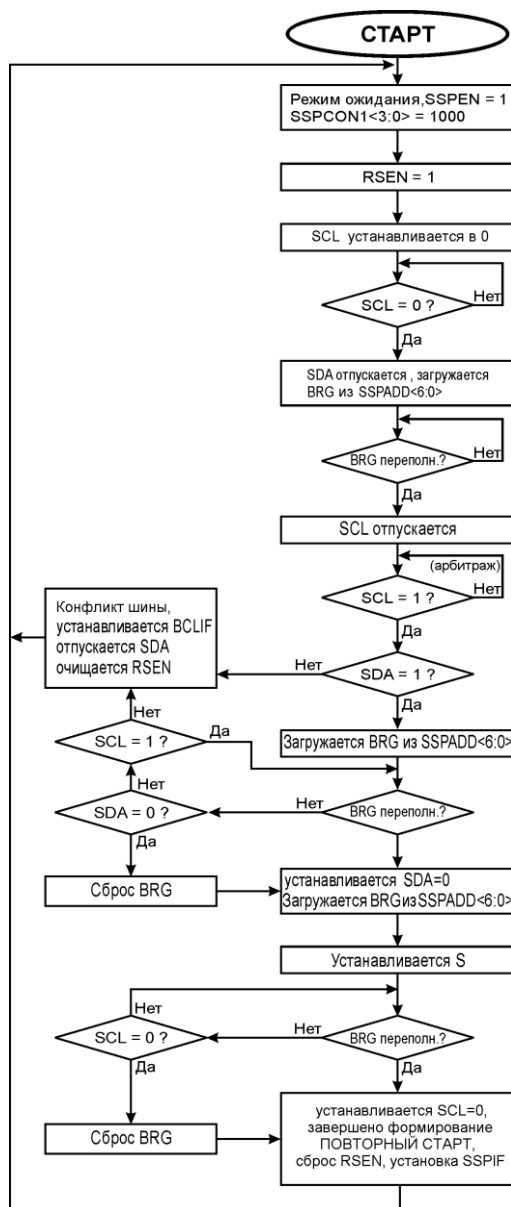 СТАРТ
Режим ожидания,SSPEN = 1
SSPCON1<3:0> = 1000
RSEN = 1
SCL устанавливается в 0
SCL = 0 ?
Нет
Да
SDA отпускается , загружается
BRG из SSPADD<6:0>
BRG переполн.?
Нет
Да
SCL отпускается
(арбитраж)
SCL = 1 ?
Нет
Да
Конфликт шины,
устанавливается BCLIF
отпускается SDA
очищается RSEN
Нет
SDA = 1 ?
Да
Нет
SCL = 1 ?
Да
Загружается BRG из SSPADD<6:0>
Нет
SDA = 0 ?
Нет
BRG переполн.?
Да
Сброс BRG
устанавливается SDA=0
Загружается BRG из SSPADD<6:0>
Устанавливается S
Нет
SCL = 0 ?
Нет
BRG переполн.?
Да
Да
Сброс BRG
устанавливается SCL=0,
завершено формирование
ПОВТОРНЫЙ СТАРТ,
сброс RSEN, установка SSPIF